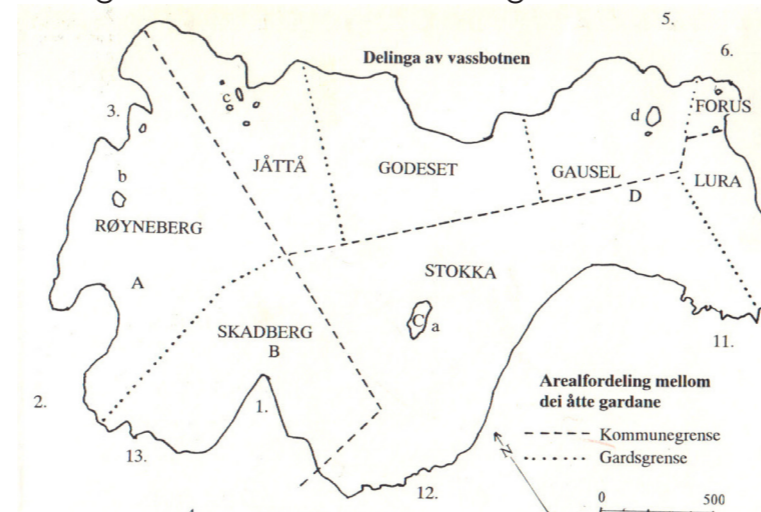 5.
Delinga av vassbotnen
6.
c
FORUS
3.
d
JÅTTÅ
GODESET
GAUSEL
LURA
b
D
RØYNEBERG
STOKKA
A
C a
SKADBERG
B
11.
Arealfordeling mellom
dei åtte gardane
2.
1.
Kommunegrense
N
Gardsgrense
13.
12.
0 500